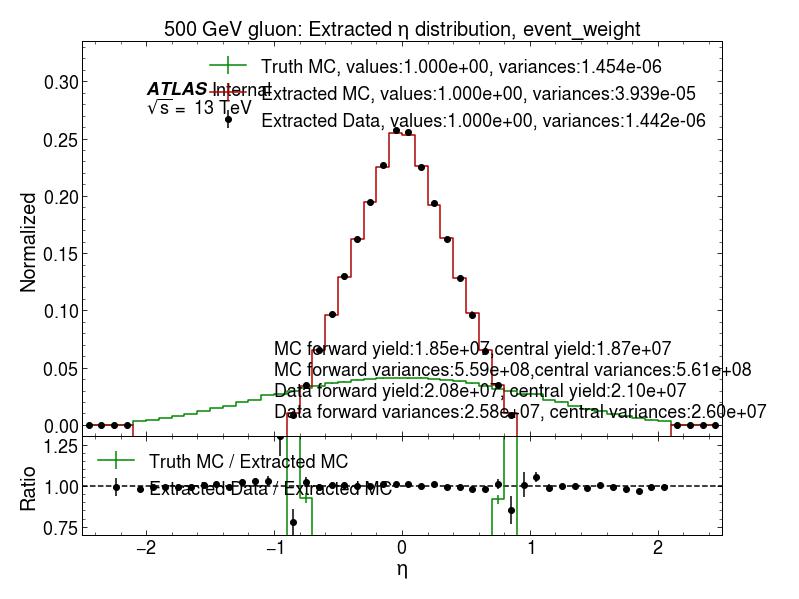 500 GeV gluon: Extracted η distribution, event_weight
Truth MC, values:1.000e+00, variances:1.454e-06
ATLAS Internal
Extracted MC, values:1.000e+00, variances:3.939e-05
√s = 13 TeV
Extracted Data, values:1.000e+00, variances:1.442e-06
0.30
0.25
0.20
0.15
0.10
0.05
0.00
Normalized
MC forward yield:1.85e+07,central yield:1.87e+07
MC forward variances:5.59e+08,central variances:5.61e+08
Data forward yield:2.08e+07, central yield:2.10e+07
Data forward variances:2.58e+07, central variances:2.60e+07
1.25
1.00
0.75
Ratio
Truth MC / Extracted MC
Extracted Data / Extracted MC
−2 −1 0 1 2
η